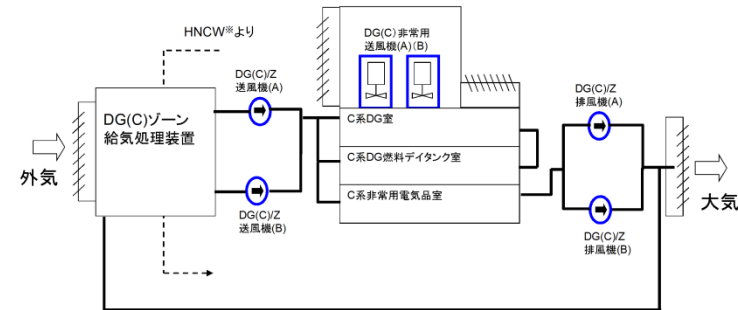 HNCW※より
DG(C)非常用
送風機(A)(B)
DG(C)/Z
送風機(A)
DG(C)/Z
排風機(A)
DG(C)ゾーン
給気処理装置
C系DG室
外気
C系DG燃料デイタンク室
大気
C系非常用電気品室
DG(C)/Z
送風機(B)
DG(C)/Z
排風機(B)